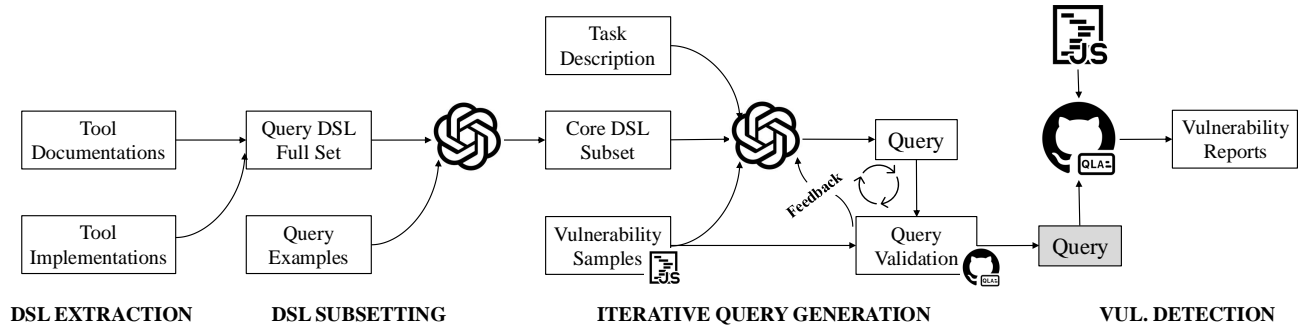 Tool
Documentations
Tool
Implementations
Query DSL
Full Set
Query
Examples
Task
Description
Core DSL
Subset
Vulnerability
Samples
JS
Query
Feedback
Query
Validation
QL
JS
QL
Query
Vulnerability
Reports
DSL EXTRACTION
DSL SUBSETTING
ITERATIVE QUERY GENERATION
VUL. DETECTION